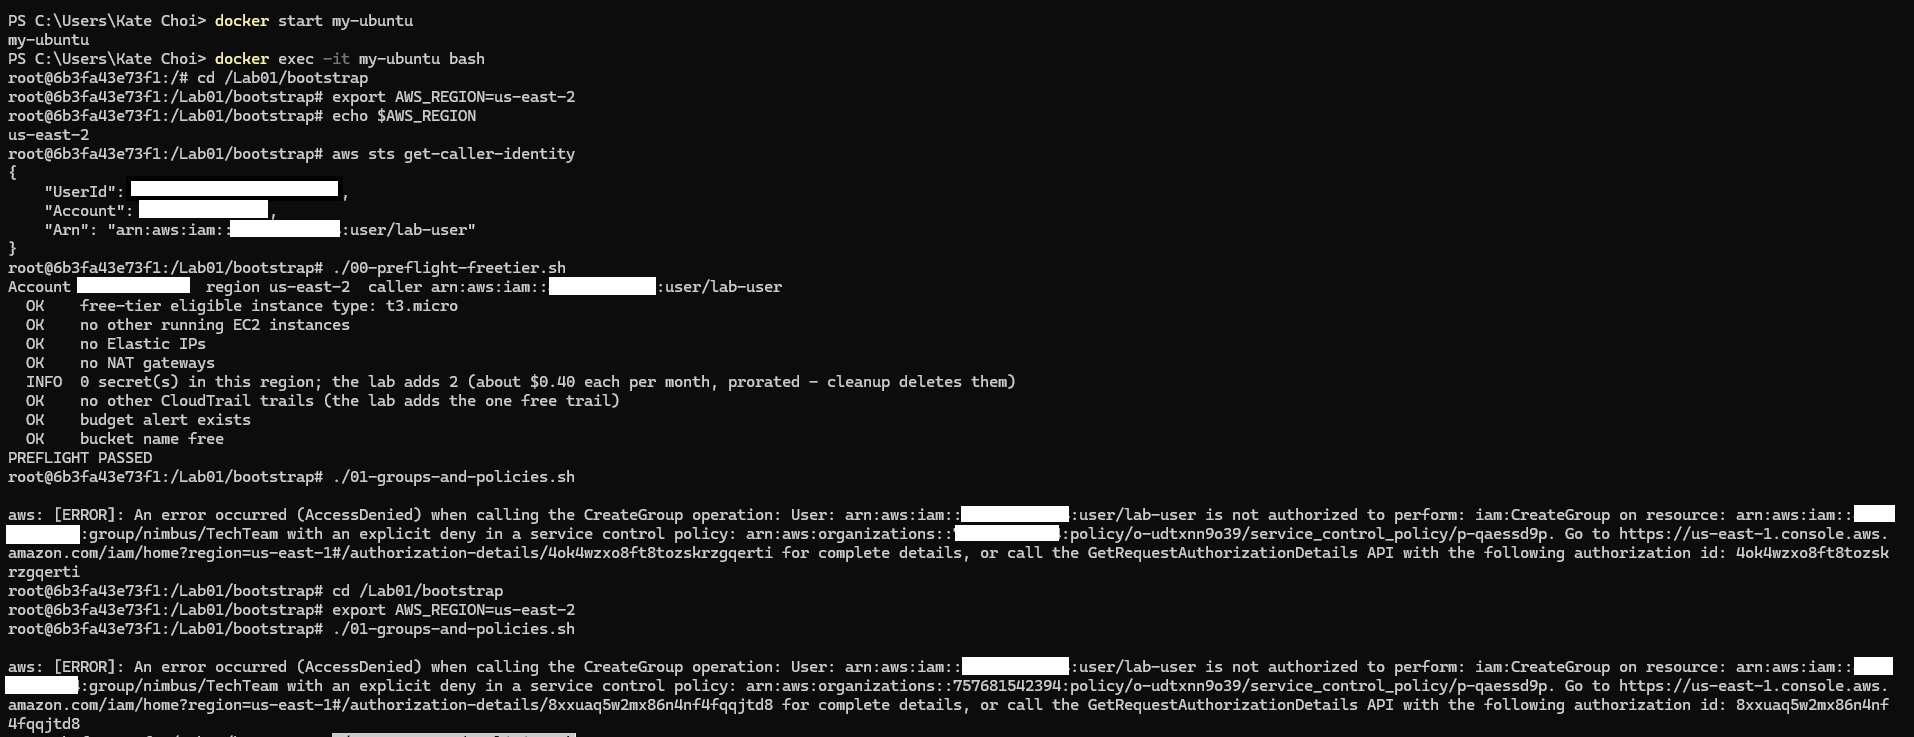 PS C:\Users\Kate Choi> docker start my-ubuntu
my-ubuntu
PS C:\Users\Kate Choi> docker exec -it my-ubuntu bash
root@6b3fa43e73f1:/# cd /Lab01/bootstrap
root@6b3fa43e73f1:/Lab01/bootstrap# export AWS_REGION=us-east-2
root@6b3fa43e73f1:/Lab01/bootstrap# echo $AWS_REGION
us-east-2
root@6b3fa43e73f1:/Lab01/bootstrap# aws sts get-caller-identity
{
    "UserId":                        ,
    "Account":               ,
    "Arn": "arn:aws:iam::            :user/lab-user"
}
root@6b3fa43e73f1:/Lab01/bootstrap# ./00-preflight-freetier.sh
Account               region us-east-2  caller arn:aws:iam::            :user/lab-user
  OK    free-tier eligible instance type: t3.micro
  OK    no other running EC2 instances
  OK    no Elastic IPs
  OK    no NAT gateways
  INFO  0 secret(s) in this region; the lab adds 2 (about $0.40 each per month, prorated - cleanup deletes them)
  OK    no other CloudTrail trails (the lab adds the one free trail)
  OK    budget alert exists
  OK    bucket name free
PREFLIGHT PASSED
root@6b3fa43e73f1:/Lab01/bootstrap# ./01-groups-and-policies.sh

aws: [ERROR]: An error occurred (AccessDenied) when calling the CreateGroup operation: User: arn:aws:iam::            :user/lab-user is not authorized to perform: iam:CreateGroup on resource: arn:aws:iam::
        :group/nimbus/TechTeam with an explicit deny in a service control policy: arn:aws:organizations::            :policy/o-udtxnn9o39/service_control_policy/p-qaessd9p. Go to https://us-east-1.console.aws.
amazon.com/iam/home?region=us-east-1#/authorization-details/4ok4wzxo8ft8tozskrzgqerti for complete details, or call the GetRequestAuthorizationDetails API with the following authorization id: 4ok4wzxo8ft8tozsk
rzgqerti
root@6b3fa43e73f1:/Lab01/bootstrap# cd /Lab01/bootstrap
root@6b3fa43e73f1:/Lab01/bootstrap# export AWS_REGION=us-east-2
root@6b3fa43e73f1:/Lab01/bootstrap# ./01-groups-and-policies.sh

aws: [ERROR]: An error occurred (AccessDenied) when calling the CreateGroup operation: User: arn:aws:iam::            :user/lab-user is not authorized to perform: iam:CreateGroup on resource: arn:aws:iam::
        :group/nimbus/TechTeam with an explicit deny in a service control policy: arn:aws:organizations::757681542394:policy/o-udtxnn9o39/service_control_policy/p-qaessd9p. Go to https://us-east-1.console.aws.
amazon.com/iam/home?region=us-east-1#/authorization-details/8xxuaq5w2mx86n4nf4fqqjtd8 for complete details, or call the GetRequestAuthorizationDetails API with the following authorization id: 8xxuaq5w2mx86n4nf
4fqqjtd8